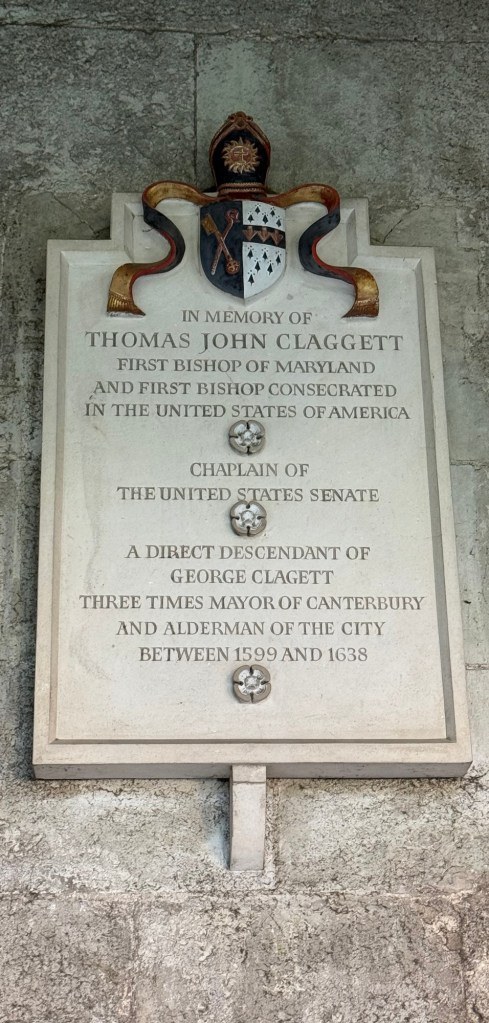 IN MEMORY OF
THOMAS JOHN CLAGGETT
FIRST BISHOP OF MARYLAND
AND FIRST BISHOP CONSECRATED
IN THE UNITED STATES OF AMERICA
CHAPLAIN OF
THE UNITED STATES SENATE
A DIRECT DESCENDANT OF
GEORGE CLAGETT
THREE TIMES MAYOR OF CANTERBURY
AND ALDERMAN OF THE CITY
BETWEEN 1599 AND 1638